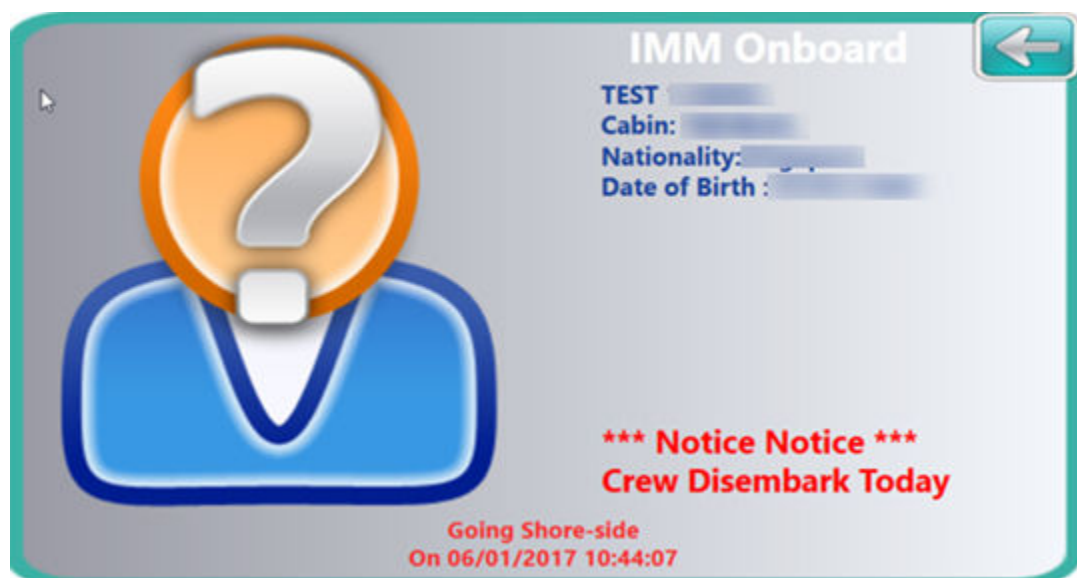 IMM Onboard
TEST
Cabin:
Nationality:
Date of Birth :
*** Notice Notice ***
Crew Disembark Today
Going Shore-side
On 06/01/2017 10:44:07